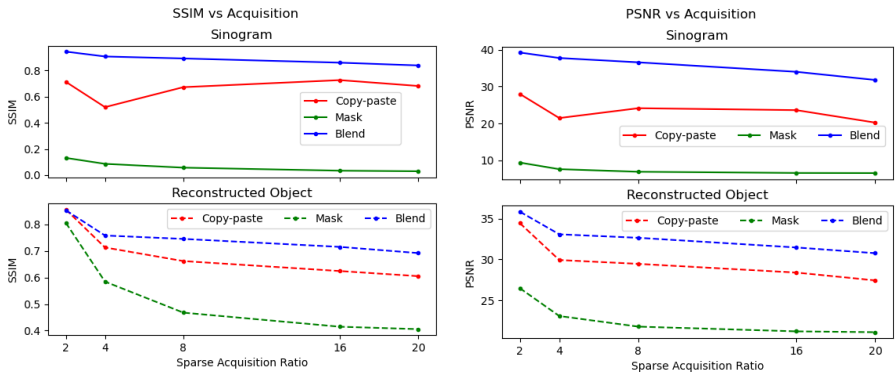 SSIM vs Acquisition
Sinogram
SSIM
0.8
0.6
0.4
0.2
0.0
Copy-paste
Mask
Blend
Reconstructed Object
SSIM
0.8
0.7
0.6
0.5
0.4
Copy-paste Mask Blend
2 4 8 16 20
Sparse Acquisition Ratio
PSNR vs Acquisition
Sinogram
PSNR
40
30
20
10
Copy-paste Mask Blend
Reconstructed Object
PSNR
35
30
25
Copy-paste Mask Blend
2 4 8 16 20
Sparse Acquisition Ratio